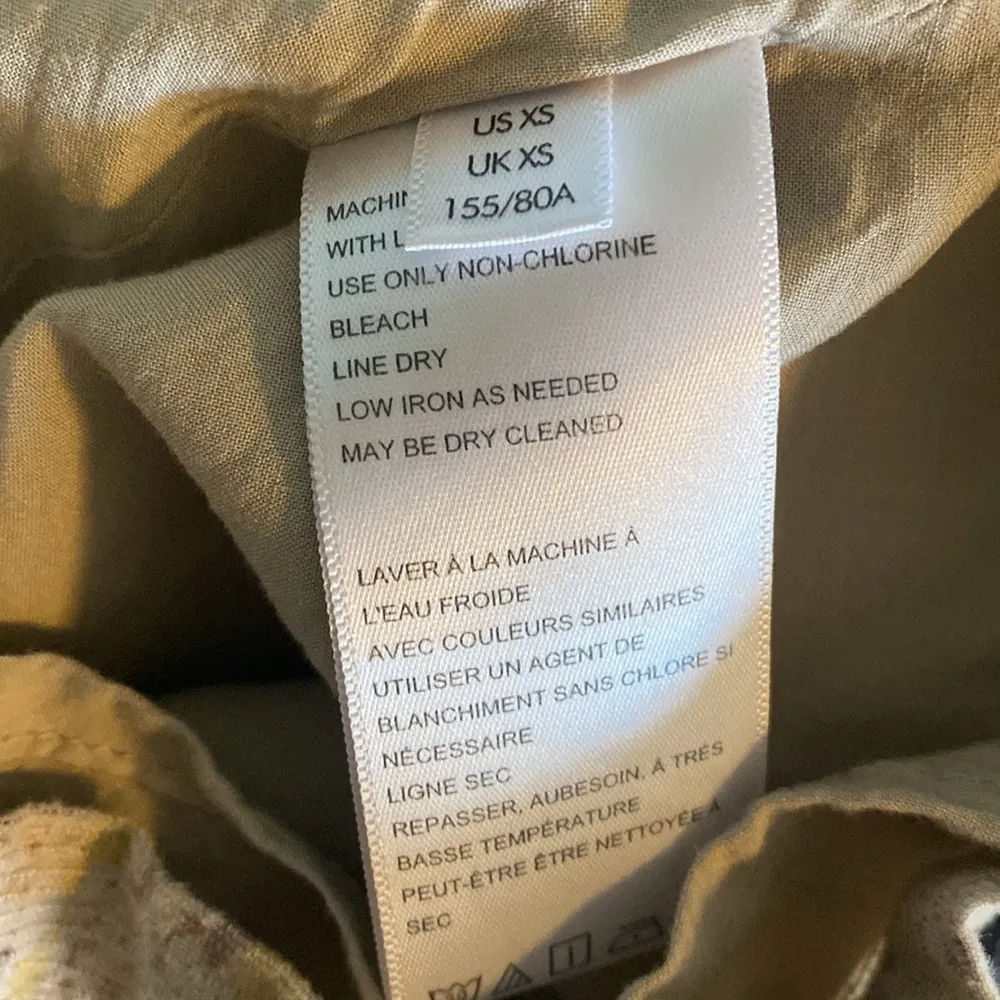 US XS
UK XS
155/80A
MACHIN
WITH L
USE ONLY NON-CHLORINE
BLEACH
LINE DRY
LOW IRON AS NEEDED
MAY BE DRY CLEANED
LAVER À LA MACHINE À
L'EAU FROIDE
AVEC COULEURS SIMILAIRES
UTILISER UN AGENT DE
BLANCHIMENT SANS CHLORE SI
NÉCESSAIRE
LIGNE SEC
REPASSER, AUBESOIN, À TRÈS
BASSE TEMPÉRATURE
PEUT-ÊTRE ÊTRE NETTOYÉE A
SEC